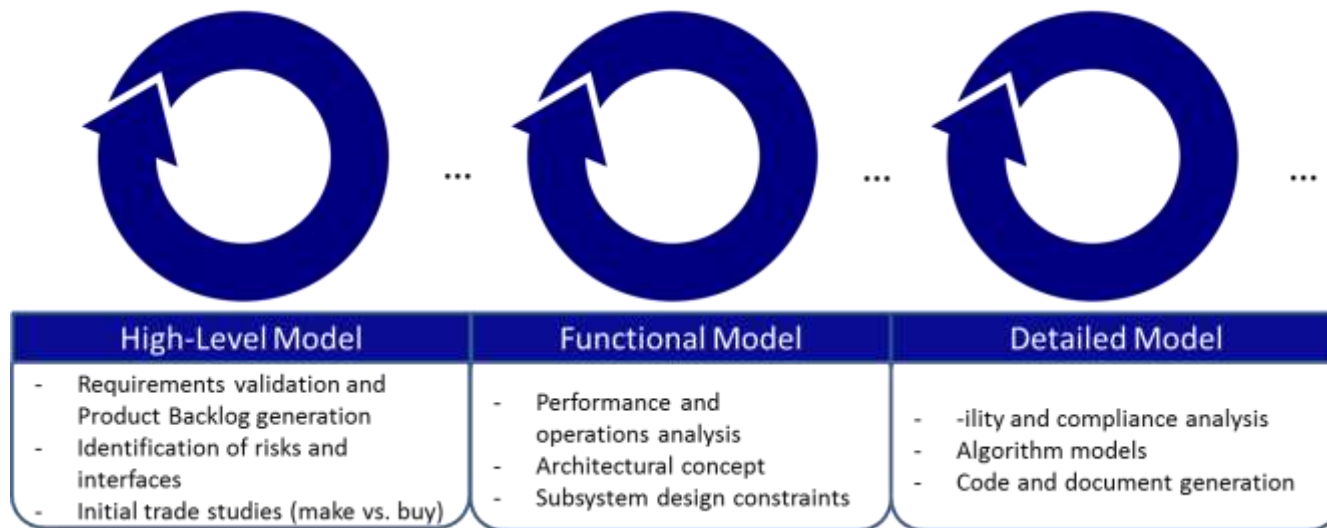 ...
...
...
High-Level Model
- Requirements validation and
Product Backlog generation
- Identification of risks and
interfaces
- Initial trade studies (make vs. buy)
Functional Model
- Performance and
operations analysis
- Architectural concept
- Subsystem design constraints
Detailed Model
- -ility and compliance analysis
- Algorithm models
- Code and document generation